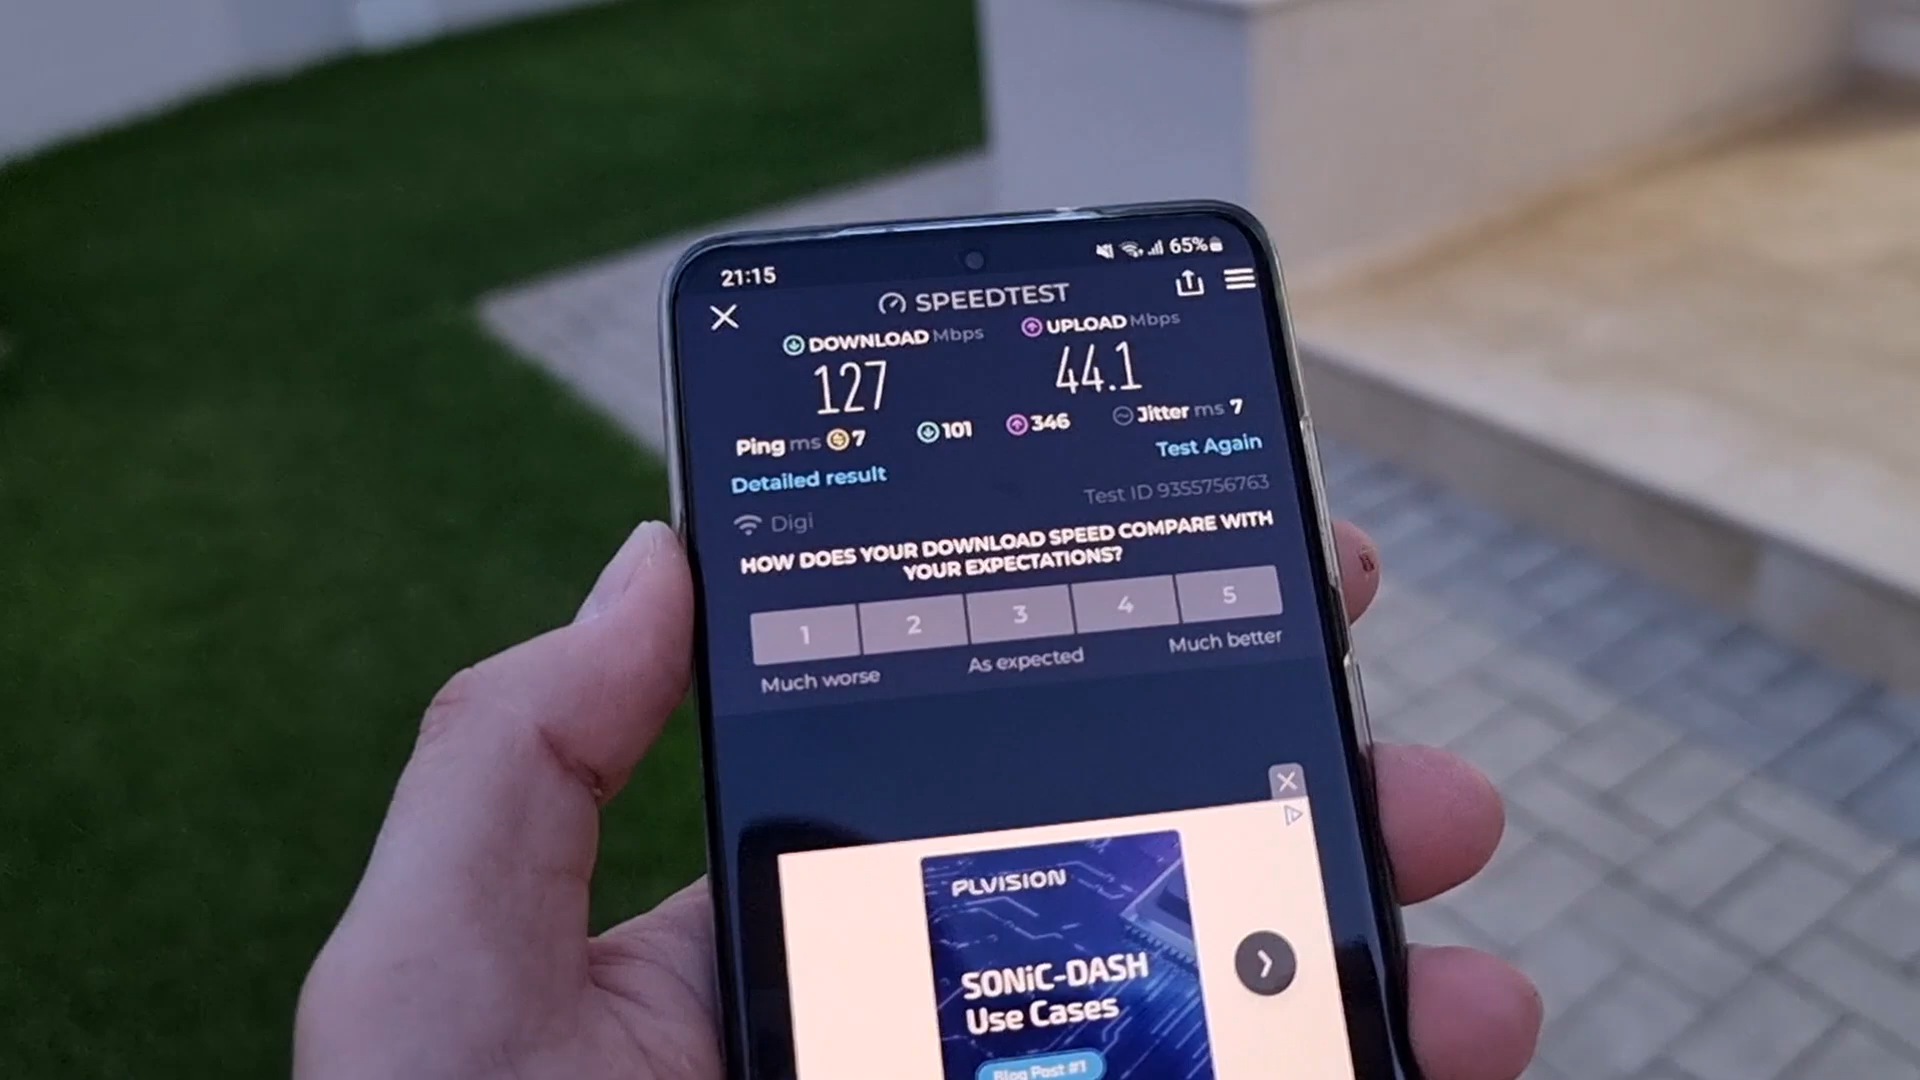 21:15
65%
SPEEDTEST
DOWNLOAD Mbps
UPLOAD Mbps
127
44.1
Ping ms 7
101
346
Jitter ms 7
Detailed result
Test Again
Test ID 9355756763
Digi
HOW DOES YOUR DOWNLOAD SPEED COMPARE WITH
YOUR EXPECTATIONS?
1 2 3 4 5
Much worse
As expected
Much better
PLVISION
SONiC-DASH
Use Cases
Blog Post #1